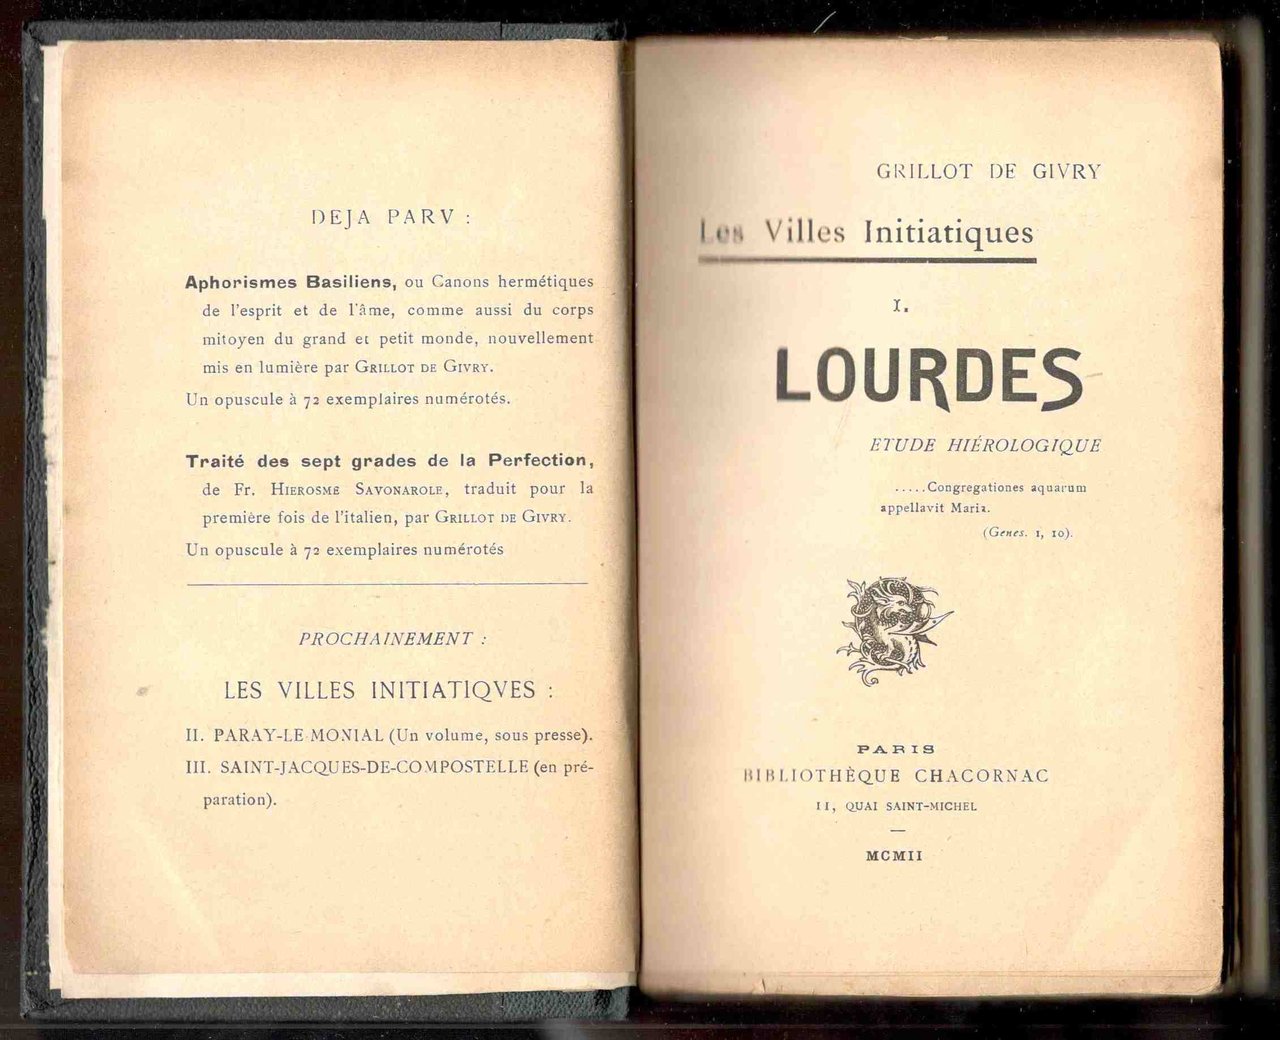 DEJA PARV :
Aphorismes Basiliens, ou Canons hermétiques
de l'esprit et de l'âme, comme aussi du corps
mitoyen du grand et petit monde, nouvellement
mis en lumière par GRILLOT DE GIVRY.
Un opuscule à 72 exemplaires numérotés.
Traité des sept grades de la Perfection,
de Fr. HIEROSME SAVONAROLE, traduit pour la
première fois de l'italien, par GRILLOT DE GIVRY.
Un opuscule à 72 exemplaires numérotés
PROCHAINEMENT :
LES VILLES INITIATIQVES :
II. PARAY-LE-MONIAL (Un volume, sous presse).
III. SAINT-JACQUES-DE-COMPOSTELLE (en pré-
paration).
GRILLOT DE GIVRY
Les Villes Initiatiques
I.
LOURDES
ETUDE HIÉROLOGIQUE
.....Congregationes aquarum
appellavit Maria.
(Genes. 1, 10).
PARIS
BIBLIOTHÈQUE CHACORNAC
11, QUAI SAINT-MICHEL
—
MCMII